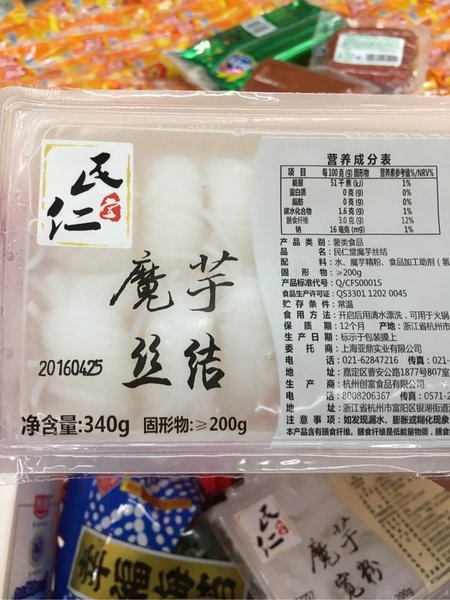 民仁
堂
魔芋
丝结
20160425
净含量:340g 固形物:≥200g
营养成分表
项目 每100克(g)固形物 营养素参考值%/NRV%
能量 51千焦(kJ) 1%
蛋白质 0克(g) 0%
脂肪 0克(g) 0%
碳水化合物 1.6克(g) 1%
膳食纤维 3.0克(g) 12%
钠 16毫克(mg) 1%
产品类别：薯类食品
品名：民仁堂魔芋丝结
配料：水、魔芋精粉、食品加工助剂（氢
固形物：≥200g
产品标准代号：Q/CFS0001S
食品生产许可证：QS3301 1202 0045
贮存条件：常温
食用方法：开启后用清水漂洗，可用于火锅
保质期：12个月 产地:浙江省杭州市
生产日期：标示于包装膜上
委托商：上海亚鼎实业有限公司
电话：021-62847216 传真:021-
地址：嘉定区曹安公路1877号807室
生产商：杭州创富食品有限公司
电话：8008206367 传真：0571-2
地址：浙江省杭州市富阳区银湖街道
注意事项：如发现漏水、膨胀或糊化现象
本产品含有膳食纤维。膳食纤维是低能量物质，膳食
民仁
堂
魔芋
宽粉
200g
幸福海苔